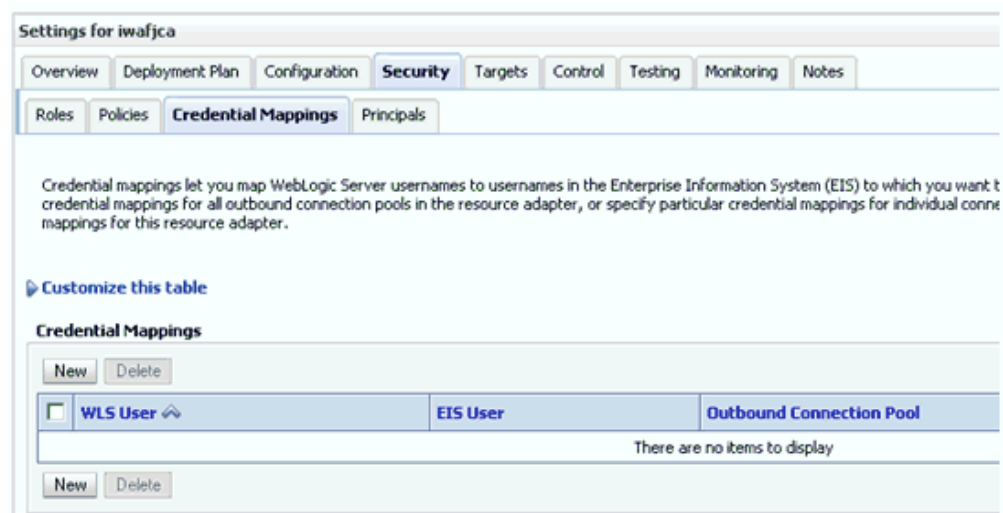 Settings for iwafjca
Overview Deployment Plan Configuration Security Targets Control Testing Monitoring Notes
Roles Policies Credential Mappings Principals
Credential mappings let you map WebLogic Server usernames to usernames in the Enterprise Information System (EIS) to which you want t
credential mappings for all outbound connection pools in the resource adapter, or specify particular credential mappings for individual conne
mappings for this resource adapter.
Customize this table
Credential Mappings
New Delete
WLS User EIS User Outbound Connection Pool
There are no items to display
New Delete